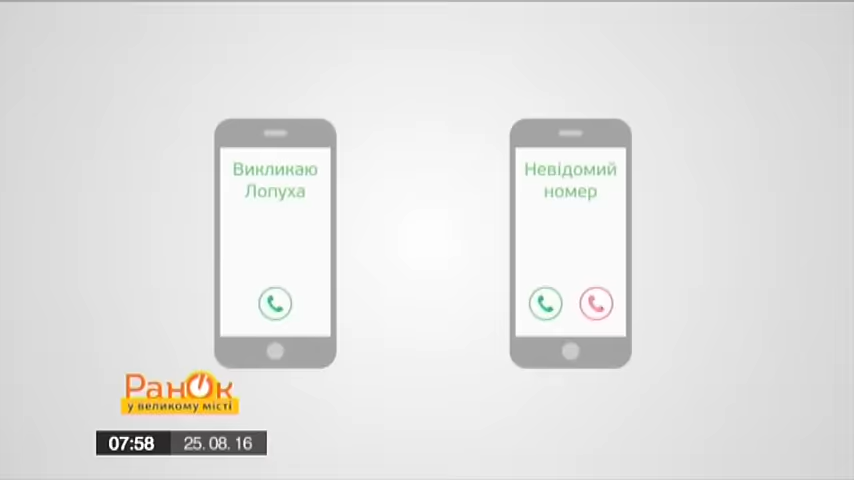 Викликаю
Лопуха
Невідомий
номер
Ранок
у великому місті
07:58 25. 08. 16